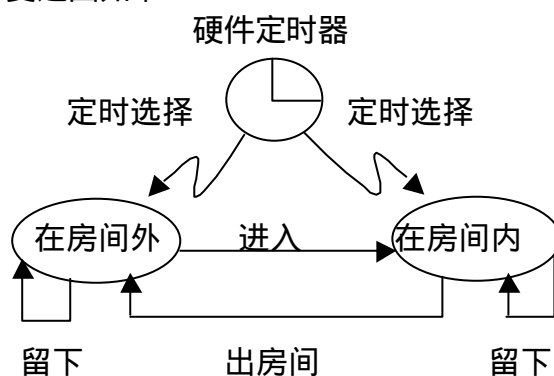 硬件定时器
定时选择 定时选择
在房间外 进入 在房间内
留下 出房间 留下